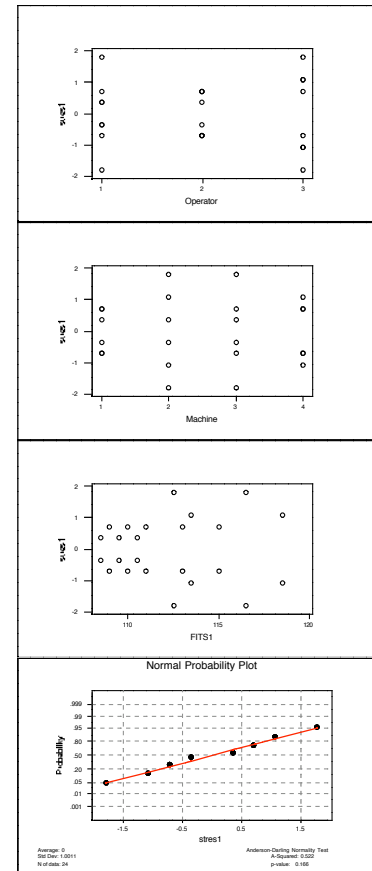 2
1
0
-1
-2
stres1
1 2 3
Operator
2
1
0
-1
-2
stres1
1 2 3 4
Machine
2
1
0
-1
-2
stres1
110 115 120
FITS1
Normal Probability Plot
.999
.99
.95
.80
.50
.20
.05
.01
.001
Probability
-1.5 -0.5 0.5 1.5
stres1
Average: 0
Std Dev: 1.0011
N of data: 24
Anderson-Darling Normality Test
A-Squared: 0.522
p-value: 0.166